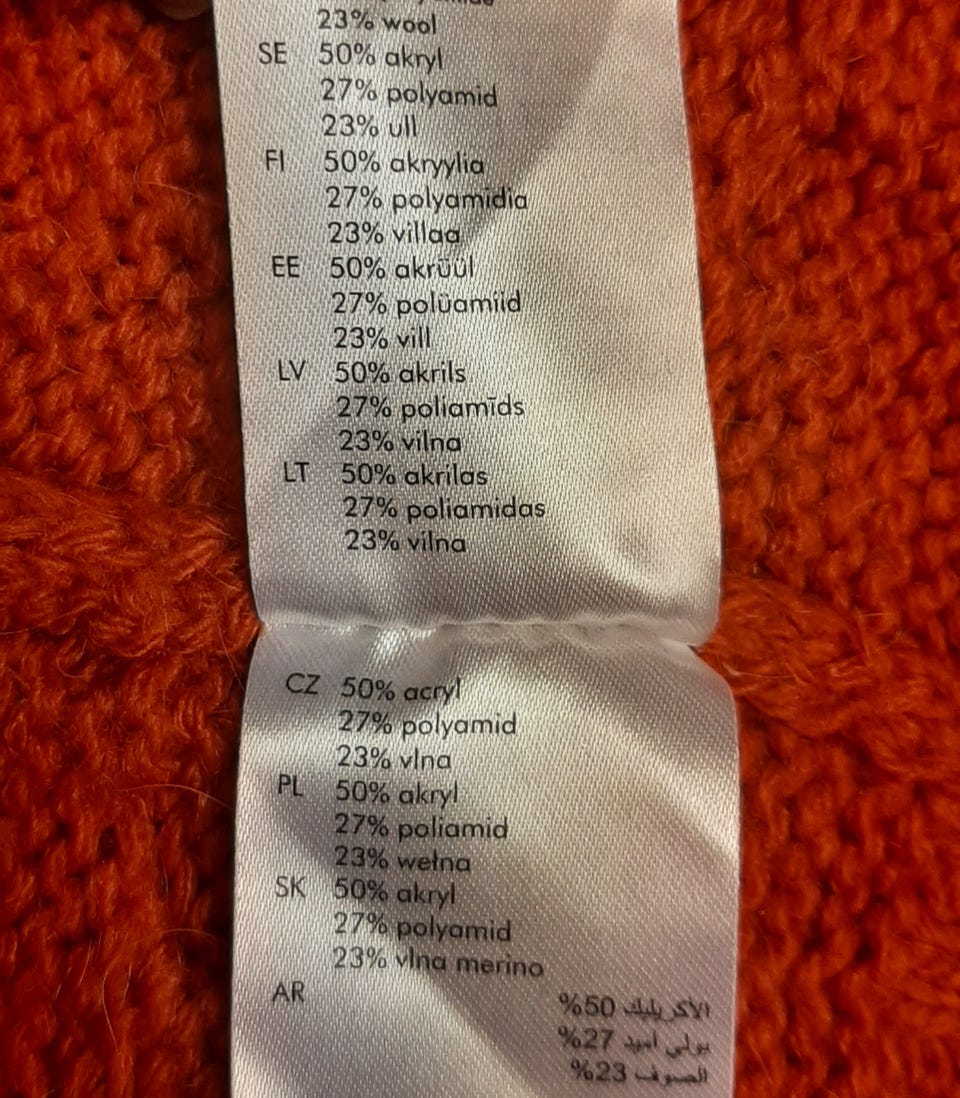 23% wool
SE 50% akryl
27% polyamid
23% ull
FI 50% akryylia
27% polyamidia
23% villaa
EE 50% akrüül
27% polüamiid
23% vill
LV 50% akrils
27% poliamīds
23% vilna
LT 50% akrilas
27% poliamidas
23% vilna
CZ 50% acryl
27% polyamid
23% vlna
PL 50% akryl
27% poliamid
23% wełna
SK 50% akryl
27% polyamid
23% vlna merino
AR الأكريليك 50%
بولي أميد 27%
الصوف 23%